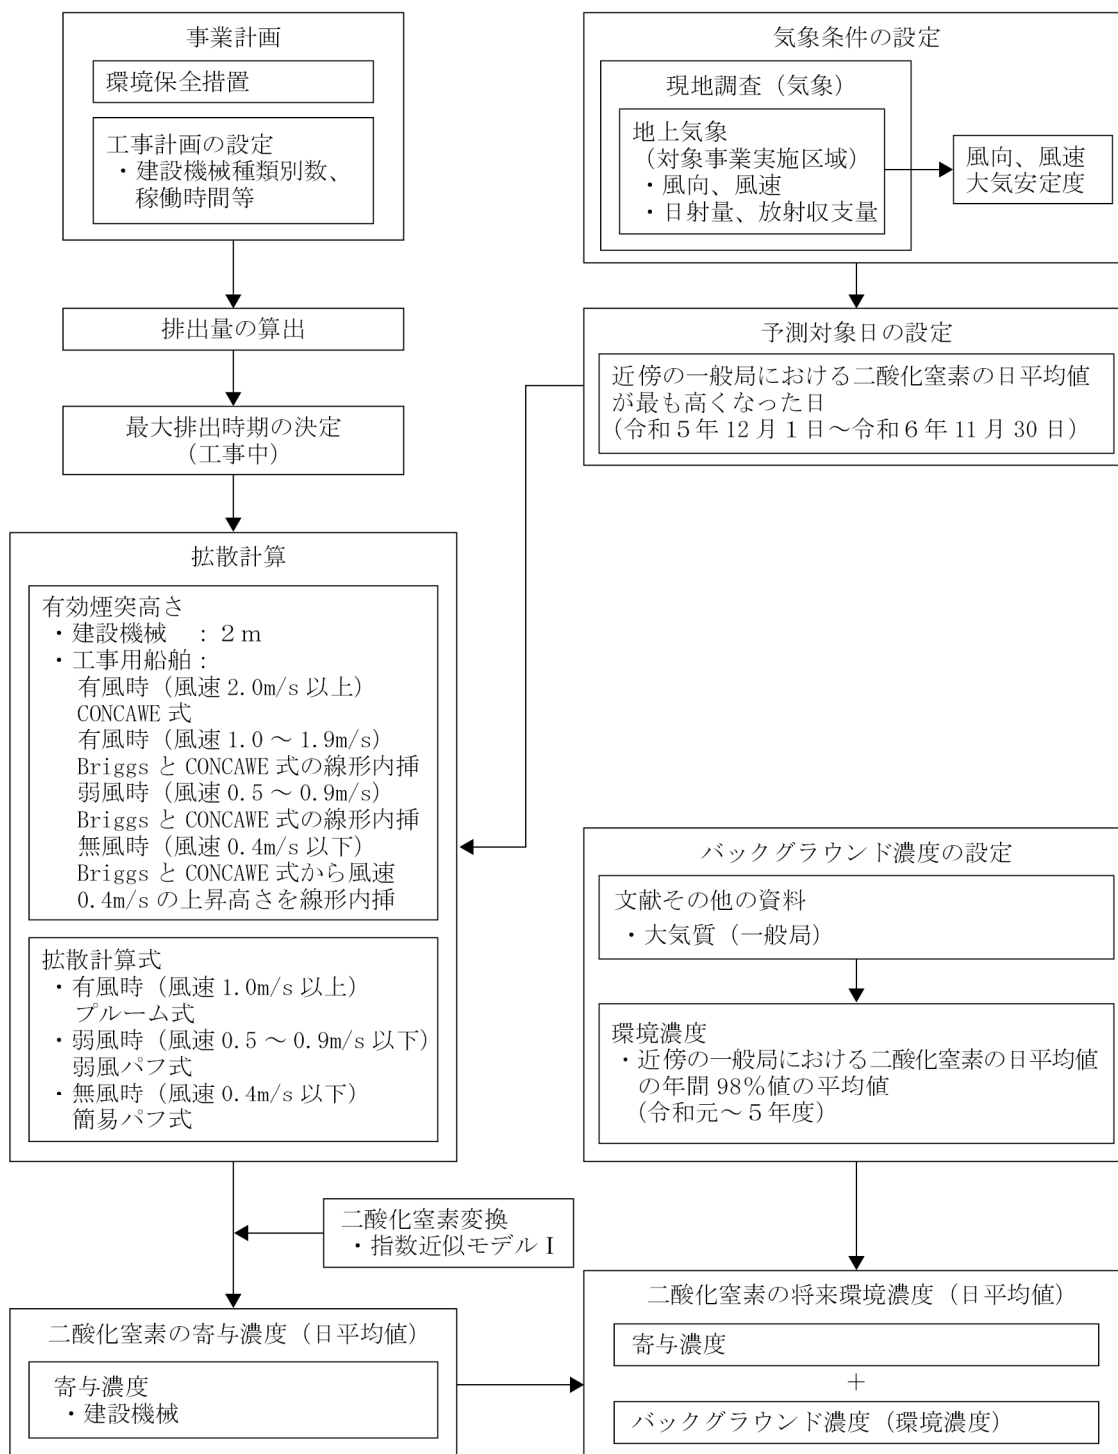 事業計画
環境保全措置
工事計画の設定
・建設機械種類別数、
稼働時間等
排出量の算出
最大排出時期の決定
(工事中)
気象条件の設定
現地調査(気象)
地上気象
(対象事業実施区域)
・風向、風速
・日射量、放射収支量
風向、風速
大気安定度
予測対象日の設定
近傍の一般局における二酸化窒素の日平均値
が最も高くなった日
(令和5年12月1日~令和6年11月30日)
拡散計算
有効煙突高さ
・建設機械 : 2m
・工事用船舶:
有風時(風速2.0m/s以上)
CONCAWE式
有風時(風速1.0~1.9m/s)
BriggsとCONCAWE式の線形内挿
弱風時(風速0.5~0.9m/s)
BriggsとCONCAWE式の線形内挿
無風時(風速0.4m/s以下)
BriggsとCONCAWE式から風速
0.4m/sの上昇高さを線形内挿
拡散計算式
・有風時(風速1.0m/s以上)
プルーム式
・弱風時(風速0.5~0.9m/s以下)
弱風パフ式
・無風時(風速0.4m/s以下)
簡易パフ式
バックグラウンド濃度の設定
文献その他の資料
・大気質(一般局)
環境濃度
・近傍の一般局における二酸化窒素の日平均値
の年間98%値の平均値
(令和元~5年度)
二酸化窒素変換
・指数近似モデルⅠ
二酸化窒素の寄与濃度(日平均値)
寄与濃度
・建設機械
二酸化窒素の将来環境濃度(日平均値)
寄与濃度
+
バックグラウンド濃度(環境濃度)